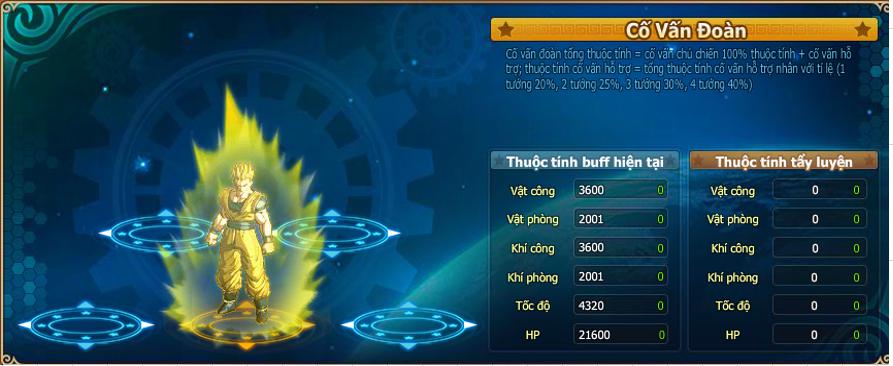 Cố Vấn Đoàn
Cố vấn đoàn tổng thuộc tính = cố vấn chủ chiến 100% thuộc tính + cố vấn hỗ
trợ; thuộc tính cố vấn hỗ trợ = tổng thuộc tính cố vấn hỗ trợ nhân với tỉ lệ (1
tướng 20%, 2 tướng 25%, 3 tướng 30%, 4 tướng 40%)
Thuộc tính buff hiện tại
Vật công 3600 0
Vật phòng 2001 0
Khí công 3600 0
Khí phòng 2001 0
Tốc độ 4320 0
HP 21600 0
Thuộc tính tẩy luyện
Vật công 0 0
Vật phòng 0 0
Khí công 0 0
Khí phòng 0 0
Tốc độ 0 0
HP 0 0